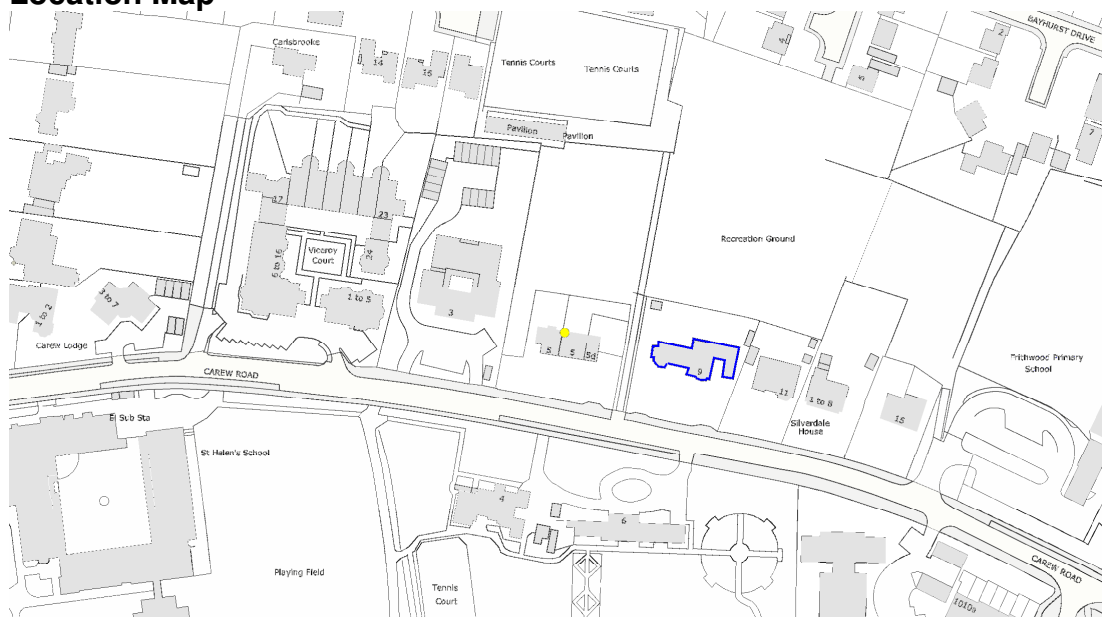 Location Map
BAYHURST DRIVE
2
Carlsbrooke
14
16
Tennis Courts
Tennis Courts
Pavilion
Pavilion
7
17
23
24
Viceroy
Court
6 to 16
1 to 5
3
Recreation Ground
3 to 7
1 to 2
Carew Lodge
CAREW ROAD
5
5
5a
9
11
1 to 8
15
Silverdale
House
Frithwood Primary
School
El Sub Sta
St Helen's School
4
6
Playing Field
Tennis
Court
CAREW ROAD
1010a